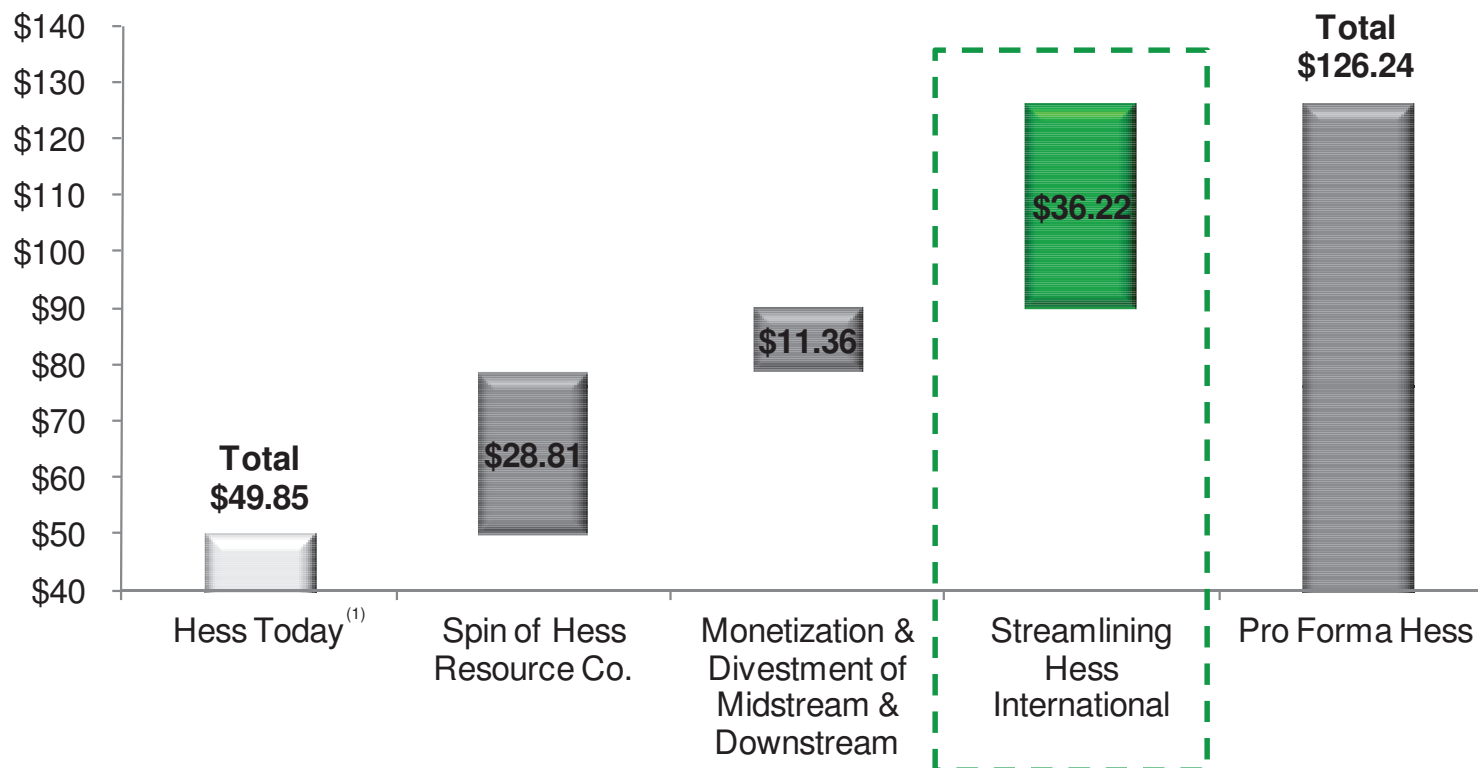 $140
$130
$120
$110
$100
$90
$80
$70
$60
$50
$40
Total
$49.85
$28.81
$11.36
$36.22
Total
$126.24
Hess Today (1)
Spin of Hess
Resource Co.
Monetization &
Divestment of
Midstream &
Downstream
Streamlining
Hess
International
Pro Forma Hess